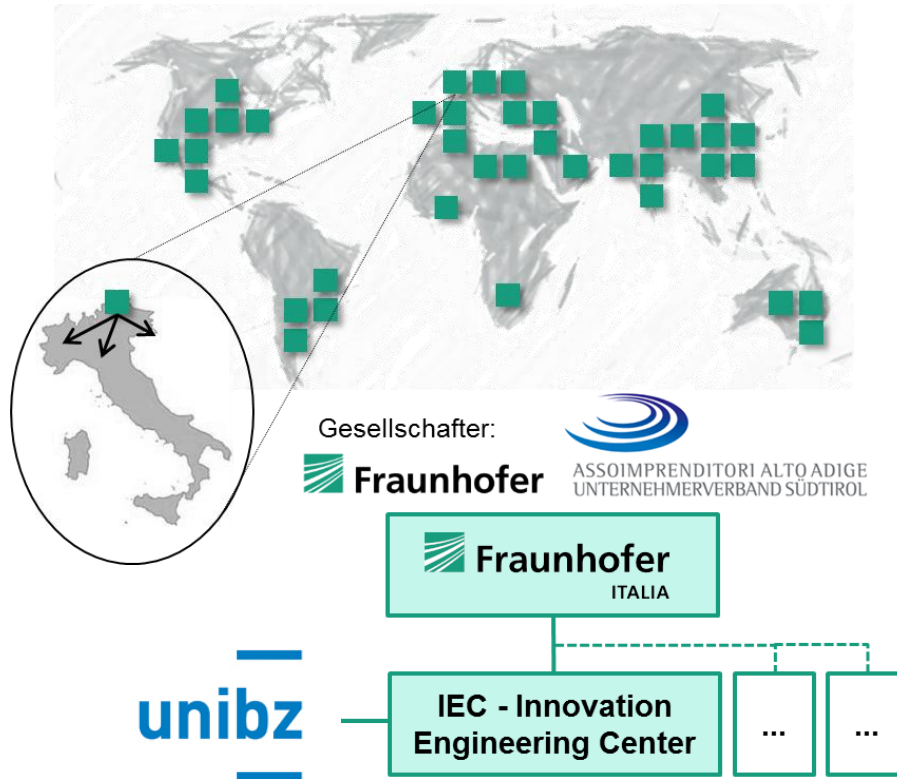 Gesellschafter:
Fraunhofer
ASSOIMPRENDITORI ALTO ADIGE
UNTERNEHMERVERBAND SÜDTIROL
Fraunhofer
ITALIA
unibz
IEC - Innovation
Engineering Center
...
...